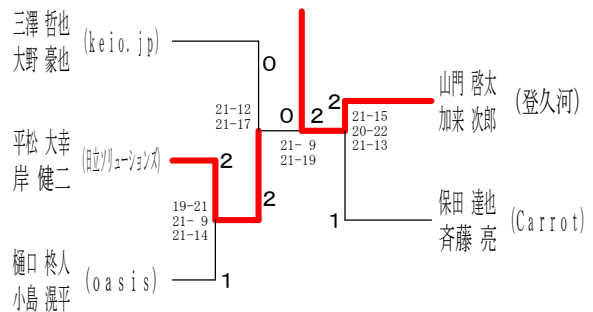 三澤 哲也
大野 豪也
(keio.jp)
0
21-12
21-17
平松 大幸
岸 健二
(日立ソリューションズ)
2
19-21
21- 9
21-14
2
樋口 柊人
小島 滉平
(oasis)
1
0
2
21- 9
21-19
2
21-15
20-22
21-13
山門 啓太
加来 次郎
(登久河)
1
保田 達也
斉藤 亮
(Carrot)